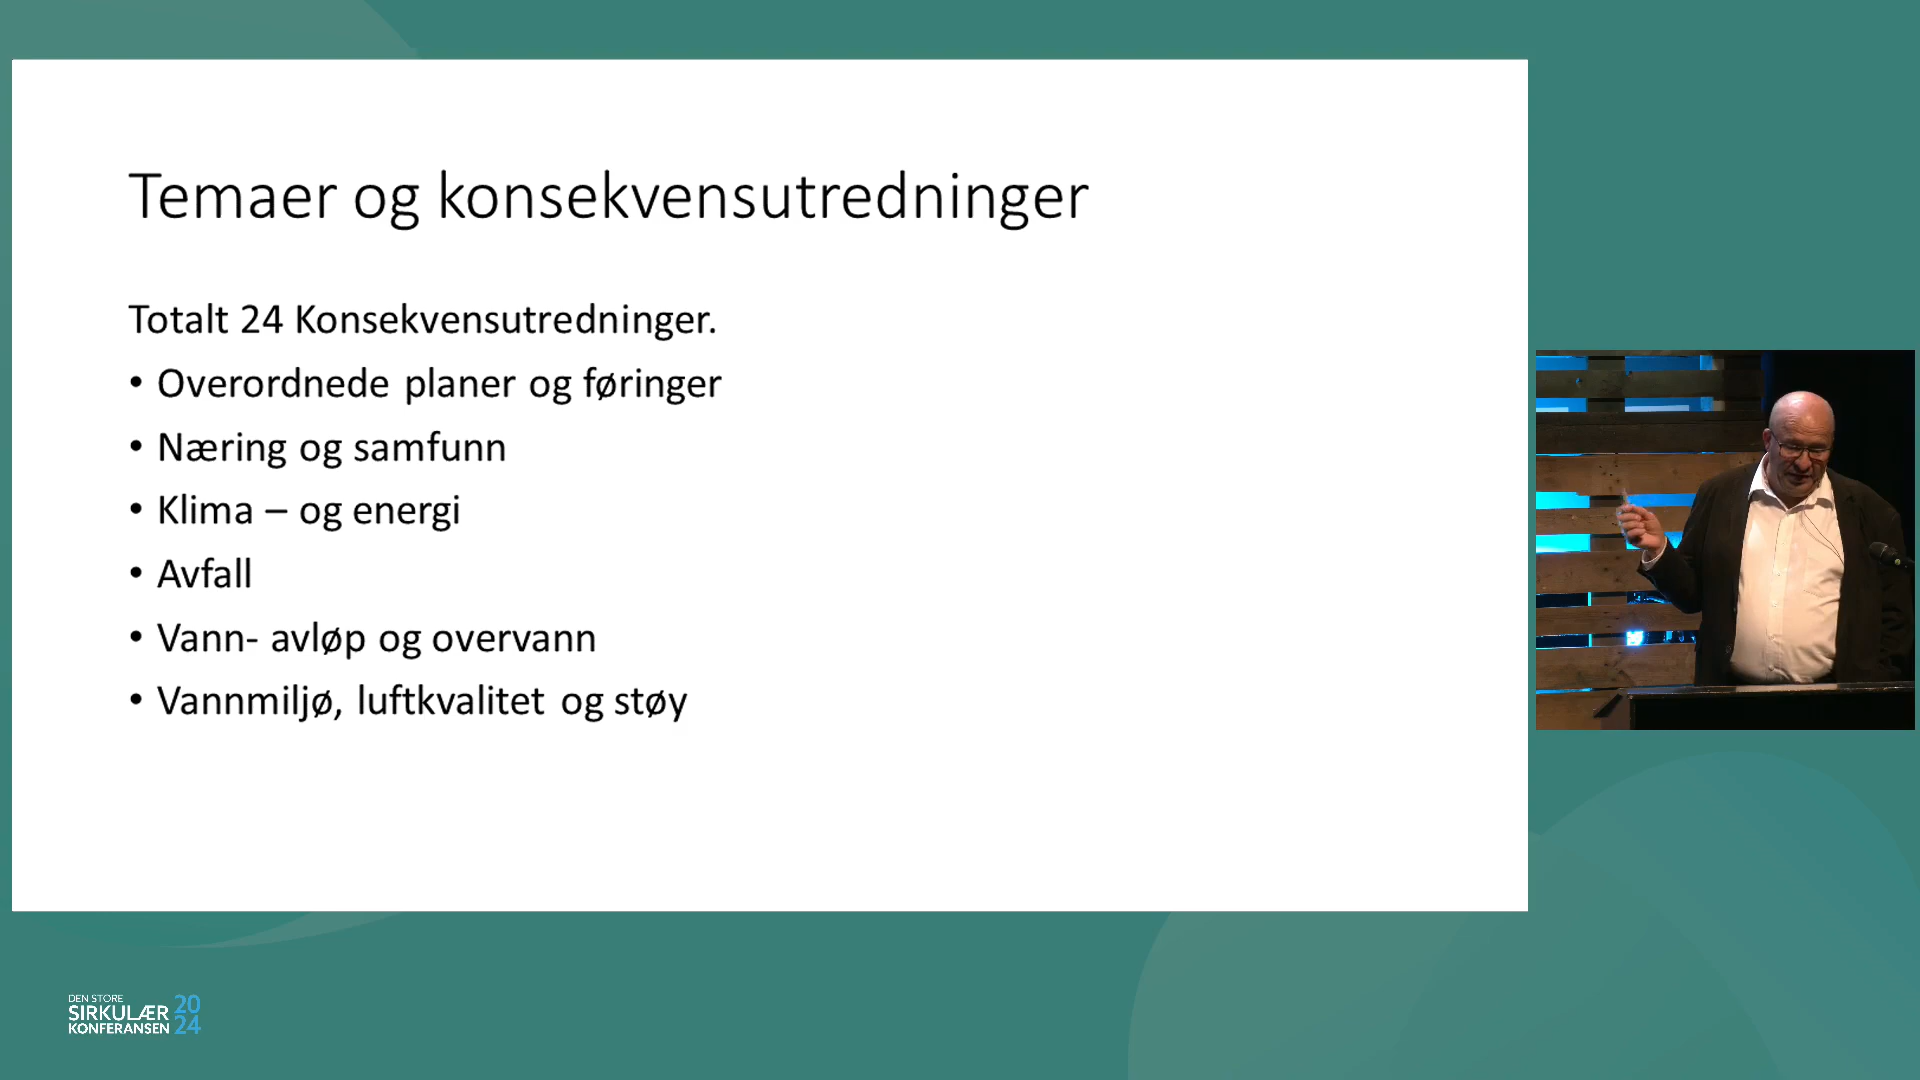 Temaer og konsekvensutredninger
Totalt 24 Konsekvensutredninger.
• Overordnede planer og føringer
• Næring og samfunn
• Klima – og energi
• Avfall
• Vann- avløp og overvann
• Vannmiljø, luftkvalitet og støy
DEN STORE
SIRKULÆR
KONFERANSEN
20
24